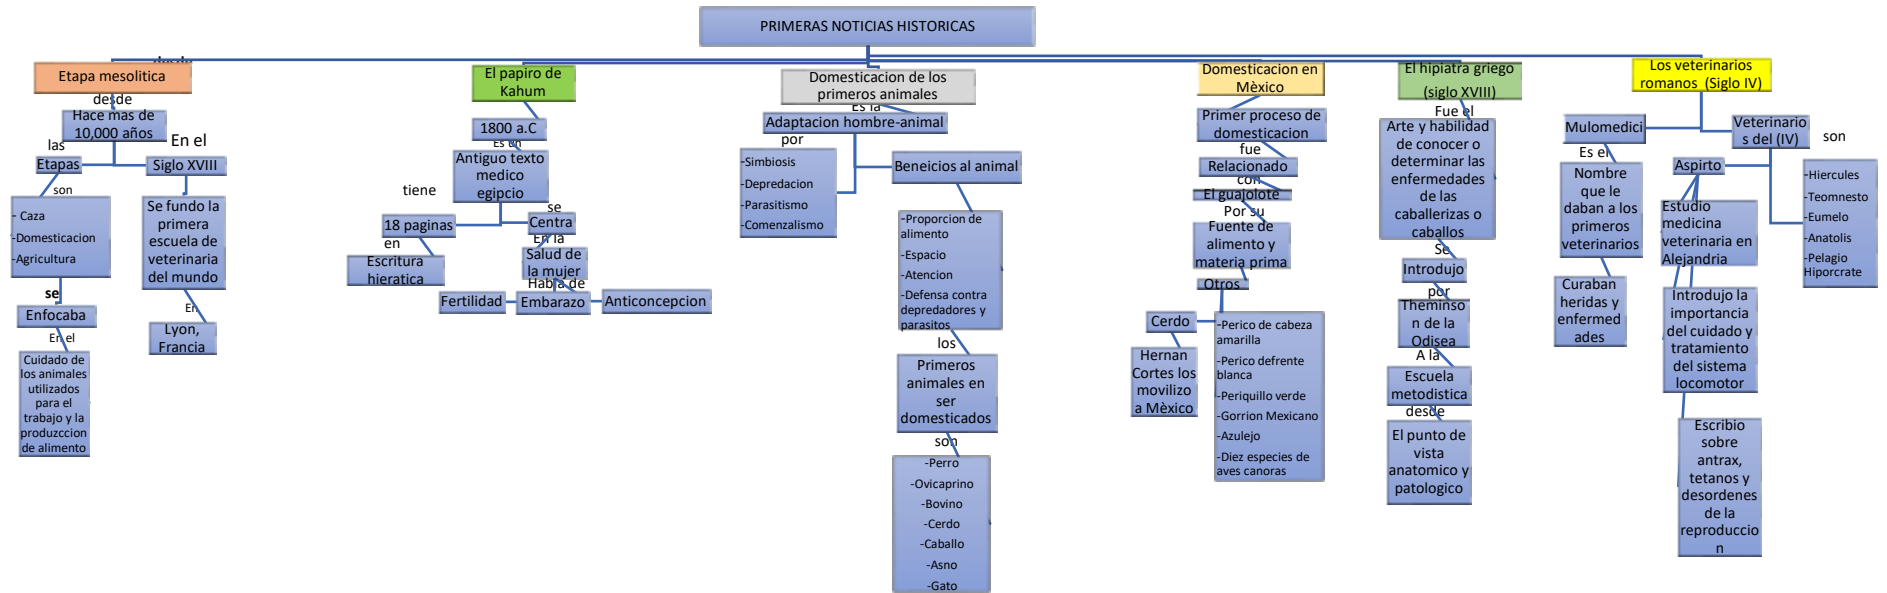 PRIMERAS NOTICIAS HISTORICAS
desde
Etapa mesolitica
desde
Hace mas de
10,000 años
las
En el
Etapas
Siglo XVIII
son
- Caza
-Domesticacion
-Agricultura
se
Enfocaba
En el
Cuidado de
los animales
utilizados
para el
trabajo y la
produzccion
de alimento
Se fundo la
primera
escuela de
veterinaria
del mundo
En
Lyon,
Francia
El papiro de
Kahum
1800 a.C
Es un
Antiguo texto
medico
egipcio
tiene
se
18 paginas
Centra
en
En la
Escritura
hieratica
Salud de
la mujer
Habla de
Fertilidad
Embarazo
Anticoncepcion
Domesticacion de los
primeros animales
Es la
Adaptacion hombre-animal
por
-Simbiosis
-Depredacion
-Parasitismo
-Comenzalismo
Beneicios al animal
-Proporcion de
alimento
-Espacio
-Atencion
-Defensa contra
depredadores y
parasitos
los
Primeros
animales en
ser
domesticados
son
-Perro
-Ovicaprino
-Bovino
-Cerdo
-Caballo
-Asno
-Gato
Domesticacion en
Mèxico
Primer proceso de
domesticacion
fue
Relacionado
con
El guajolote
Por su
Fuente de
alimento y
materia prima
Otros
Cerdo
Hernan
Cortes los
movilizo
a Mèxico
-Perico de cabeza
amarilla
-Perico defrente
blanca
-Periquillo verde
-Gorrion Mexicano
-Azulejo
-Diez especies de
aves canoras
El hipiatra griego
(siglo XVIII)
Fue el
Arte y habilidad
de conocer o
determinar las
enfermedades
de las
caballerizas o
caballos
Se
Introdujo
por
Theminso
n de la
Odisea
A la
Escuela
metodistica
desde
El punto de
vista
anatomico y
patologico
Los veterinarios
romanos (Siglo IV)
Mulomedici
Es el
Nombre
que le
daban a los
primeros
veterinarios
Curaban
heridas y
enfermed
ades
Veterinario
s del (IV)
son
Aspirto
Estudio
medicina
veterinaria en
Alejandria
Introdujo la
importancia
del cuidado y
tratamiento
del sistema
locomotor
Escribio
sobre
antrax,
tetanos y
desordenes
de la
reproduccio
n
-Hiercules
-Teomnesto
-Eumelo
-Anatolis
-Pelagio
Hiporcrate